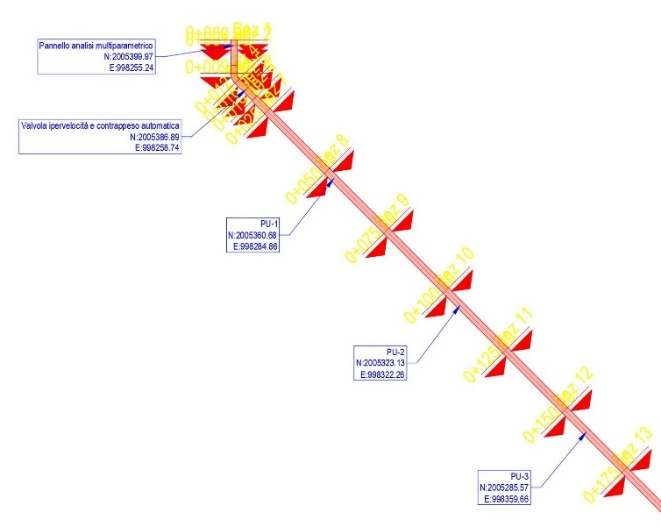 Sez 1
0+000
Pannello analisi multiparametrico
N:2005399.97
E:998255.24
Valvola ipervelocità e contrappeso automatica
N:2005386.89
E:998258.74
0+050
Sez 8
PU-1
N:2005360.68
E:998284.86
0+075
Sez 9
0+100
Sez 10
PU-2
N:2005323.13
E:998322.26
0+125
Sez 11
0+150
Sez 12
PU-3
N:2005285.57
E:998359.66
0+175
Sez 13